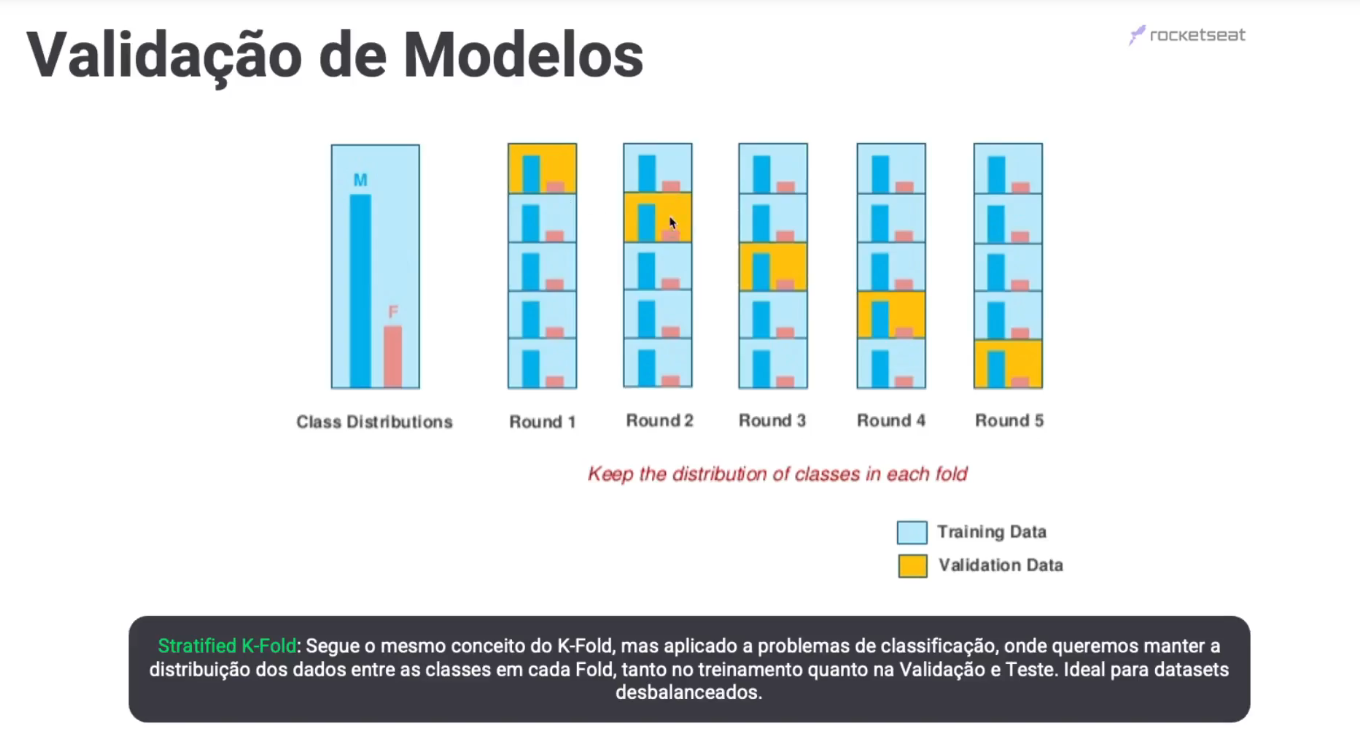 Validação de Modelos
rocketseat
M
F
Class Distributions
Round 1
Round 2
Round 3
Round 4
Round 5
Keep the distribution of classes in each fold
Training Data
Validation Data
Stratified K-Fold: Segue o mesmo conceito do K-Fold, mas aplicado a problemas de classificação, onde queremos manter a
distribuição dos dados entre as classes em cada Fold, tanto no treinamento quanto na Validação e Teste. Ideal para datasets
desbalanceados.